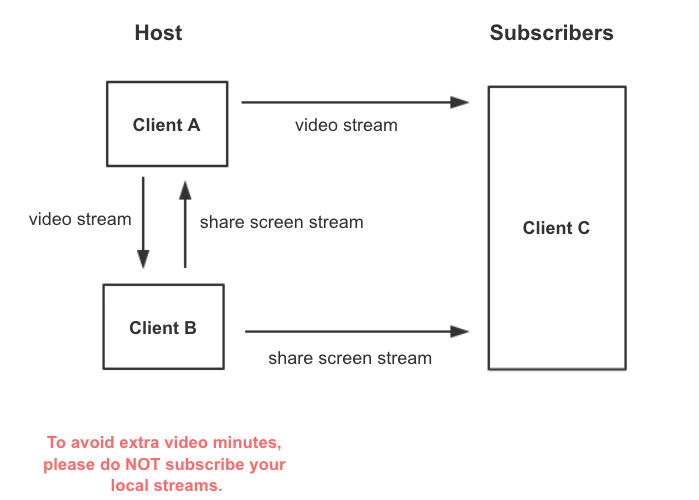 Host
Subscribers
Client A
video stream
video stream
share screen stream
Client C
Client B
share screen stream
To avoid extra video minutes,
please do NOT subscribe your
local streams.